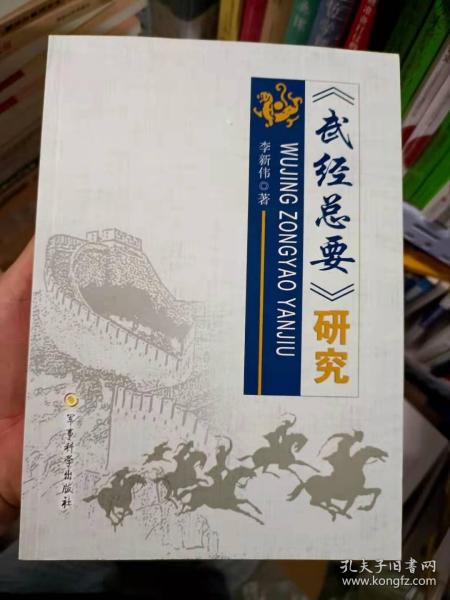 《武经总要》研究
WUJING ZONGYAO YANJIU
李新伟◎著
军事科学出版社
孔夫子旧书网
www.kongfz.com